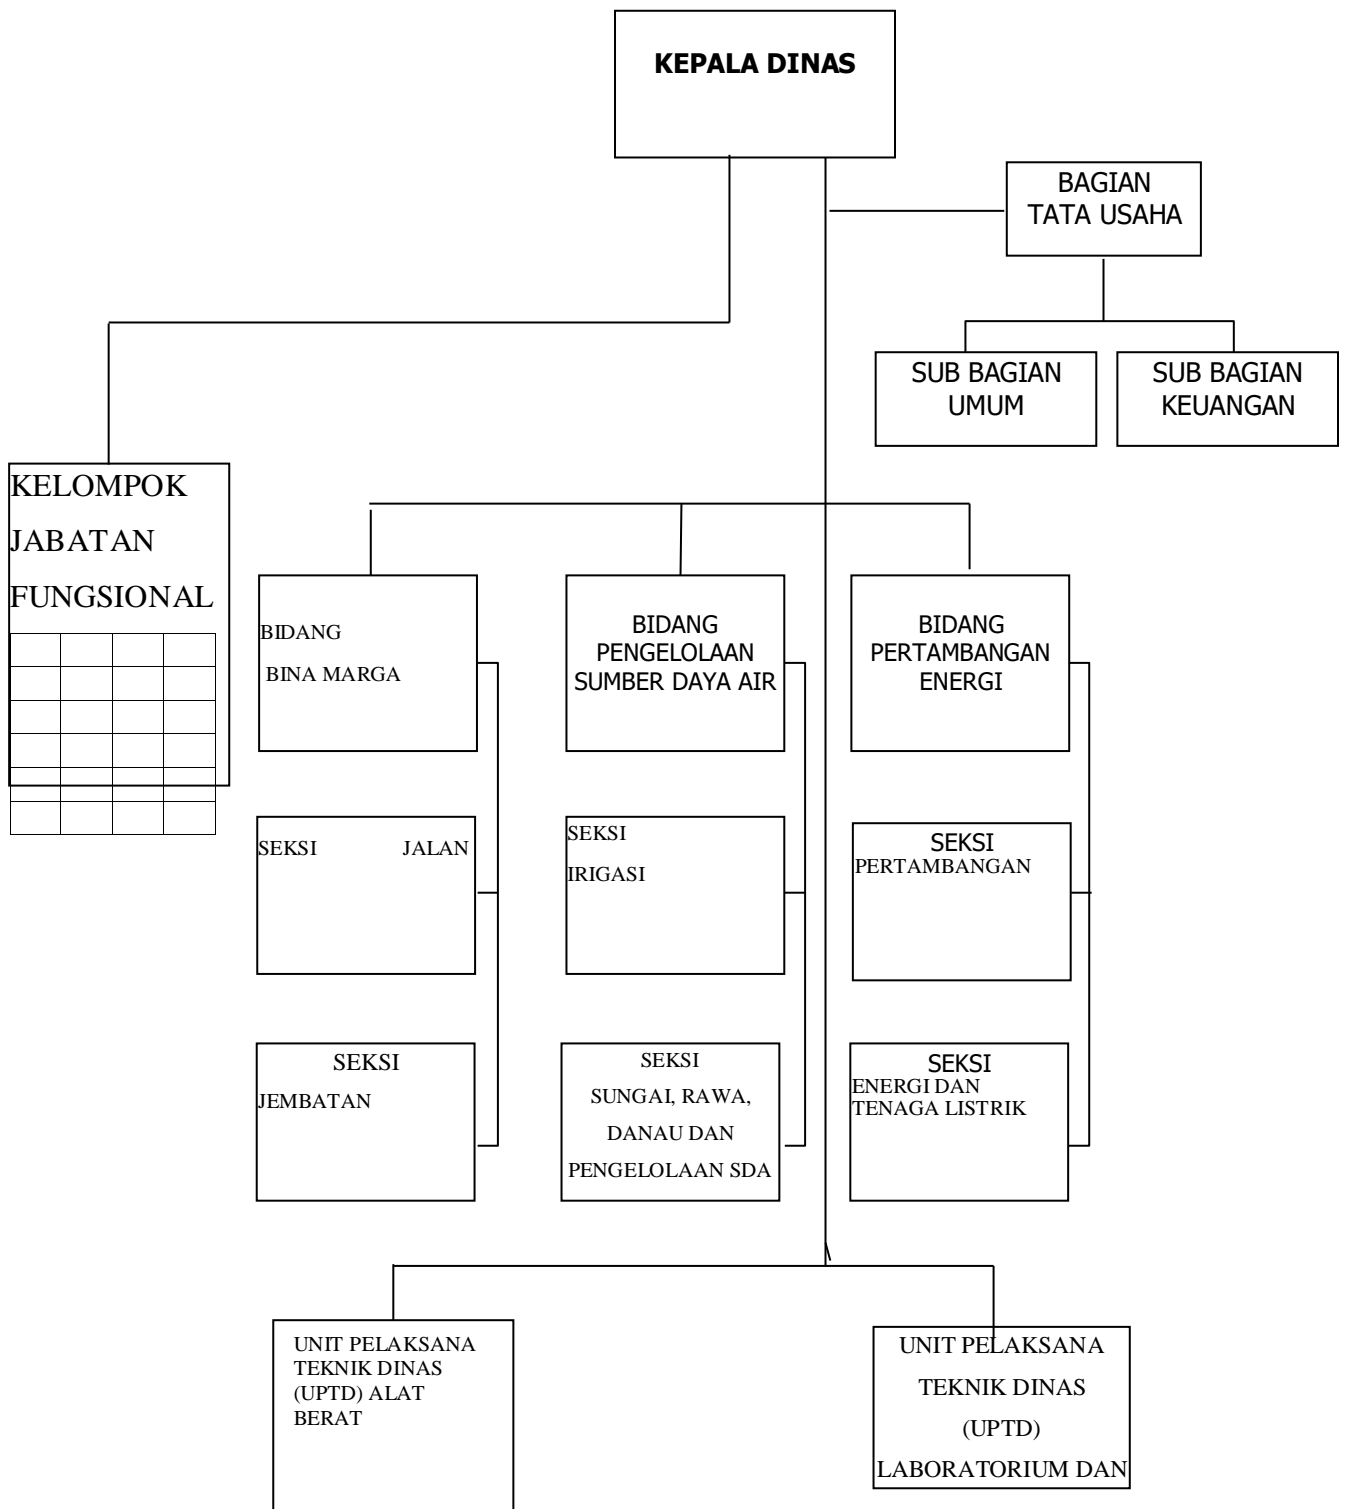 KEPALA DINAS
BAGIAN
TATA USAHA
SUB BAGIAN
UMUM
SUB BAGIAN
KEUANGAN
KELOMPOK
JABATAN
FUNGSIONAL
BIDANG
BINA MARGA
BIDANG
PENGELOLAAN
SUMBER DAYA AIR
BIDANG
PERTAMBANGAN
ENERGI
SEKSI JALAN
SEKSI
IRIGASI
SEKSI
PERTAMBANGAN
SEKSI
JEMBATAN
SEKSI
SUNGAI, RAWA,
DANAU DAN
PENGELOLAAN SDA
SEKSI
ENERGI DAN
TENAGA LISTRIK
UNIT PELAKSANA
TEKNIK DINAS
(UPTD) ALAT
BERAT
UNIT PELAKSANA
TEKNIK DINAS
(UPTD)
LABORATORIUM DAN